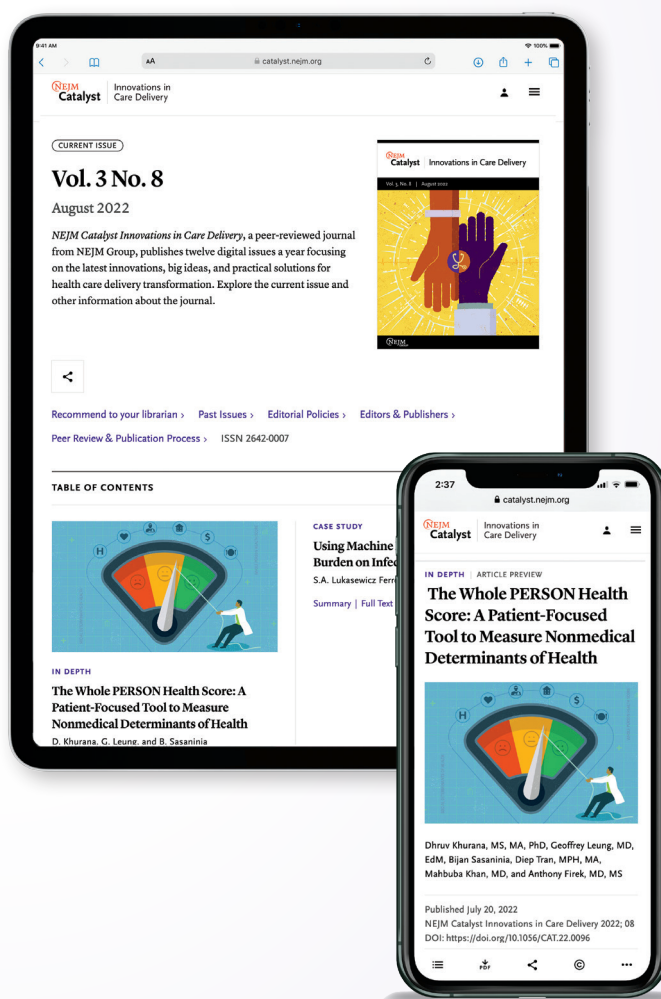 9:41 AM
100%
AA
catalyst.nejm.org
NEJM
Catalyst
Innovations in
Care Delivery
CURRENT ISSUE
Vol. 3 No. 8
August 2022
NEJM Catalyst Innovations in Care Delivery, a peer-reviewed journal
from NEJM Group, publishes twelve digital issues a year focusing
on the latest innovations, big ideas, and practical solutions for
health care delivery transformation. Explore the current issue and
other information about the journal.
NEJM
Catalyst
Innovations in Care Delivery
Vol. 3, No. 8 | August 2022
NEJM
Recommend to your librarian › Past Issues › Editorial Policies › Editors & Publishers ›
Peer Review & Publication Process › ISSN 2642-0007
TABLE OF CONTENTS
H
$
IN DEPTH
The Whole PERSON Health Score: A
Patient-Focused Tool to Measure
Nonmedical Determinants of Health
D. Khurana, G. Leung, and B. Sasaninia
CASE STUDY
Using Machine
Burden on
S.A. Lukasewicz
Summary | Full Text
2:37
catalyst.nejm.org
NEJM
Catalyst
Innovations in
Care Delivery
IN DEPTH | ARTICLE PREVIEW
The Whole PERSON Health
Score: A Patient-Focused
Tool to Measure Nonmedical
Determinants of Health
H
$
Dhruv Khurana, MS, MA, PhD, Geoffrey Leung, MD,
EdM, Bijan Sasaninia, Diep Tran, MPH, MA,
Mahbuba Khan, MD, and Anthony Firek, MD, MS
Published July 20, 2022
NEJM Catalyst Innovations in Care Delivery 2022; 08
DOI: https://doi.org/10.1056/CAT.22.0096
PDF
©